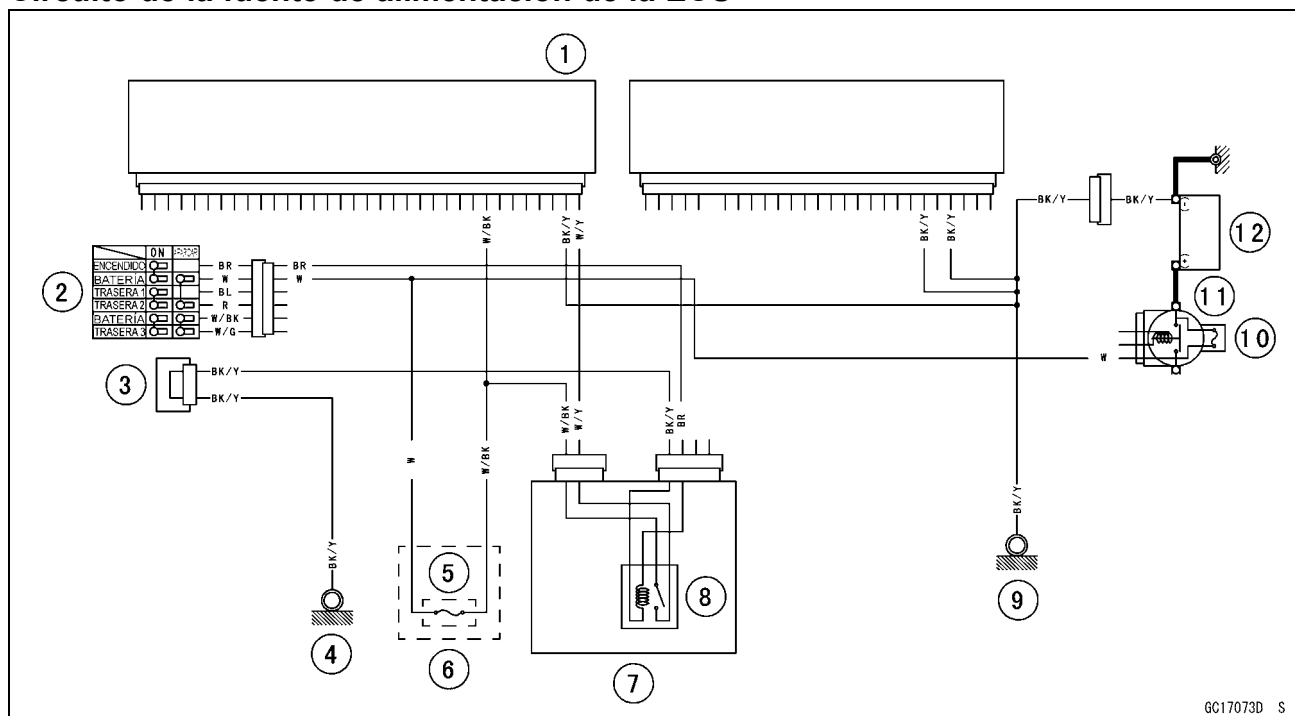 Circuito de la fuente de alimentación de la ECU
1
W/BK
BK/Y
W/Y
BK/Y
BK/Y
BK/Y
BK/Y
(-)
(+)
12
11
10
W
2
ON
APARCAR
ENCENDIDO
BATERÍA
TRASERA 1
TRASERA 2
BATERÍA
TRASERA 3
BR
W
BL
R
W/BK
W/G
BR
W
3
BK/Y
BK/Y
BK/Y
4
W
W/BK
5
6
W/BK
W/Y
BK/Y
BR
8
7
BK/Y
9
GC17073D S